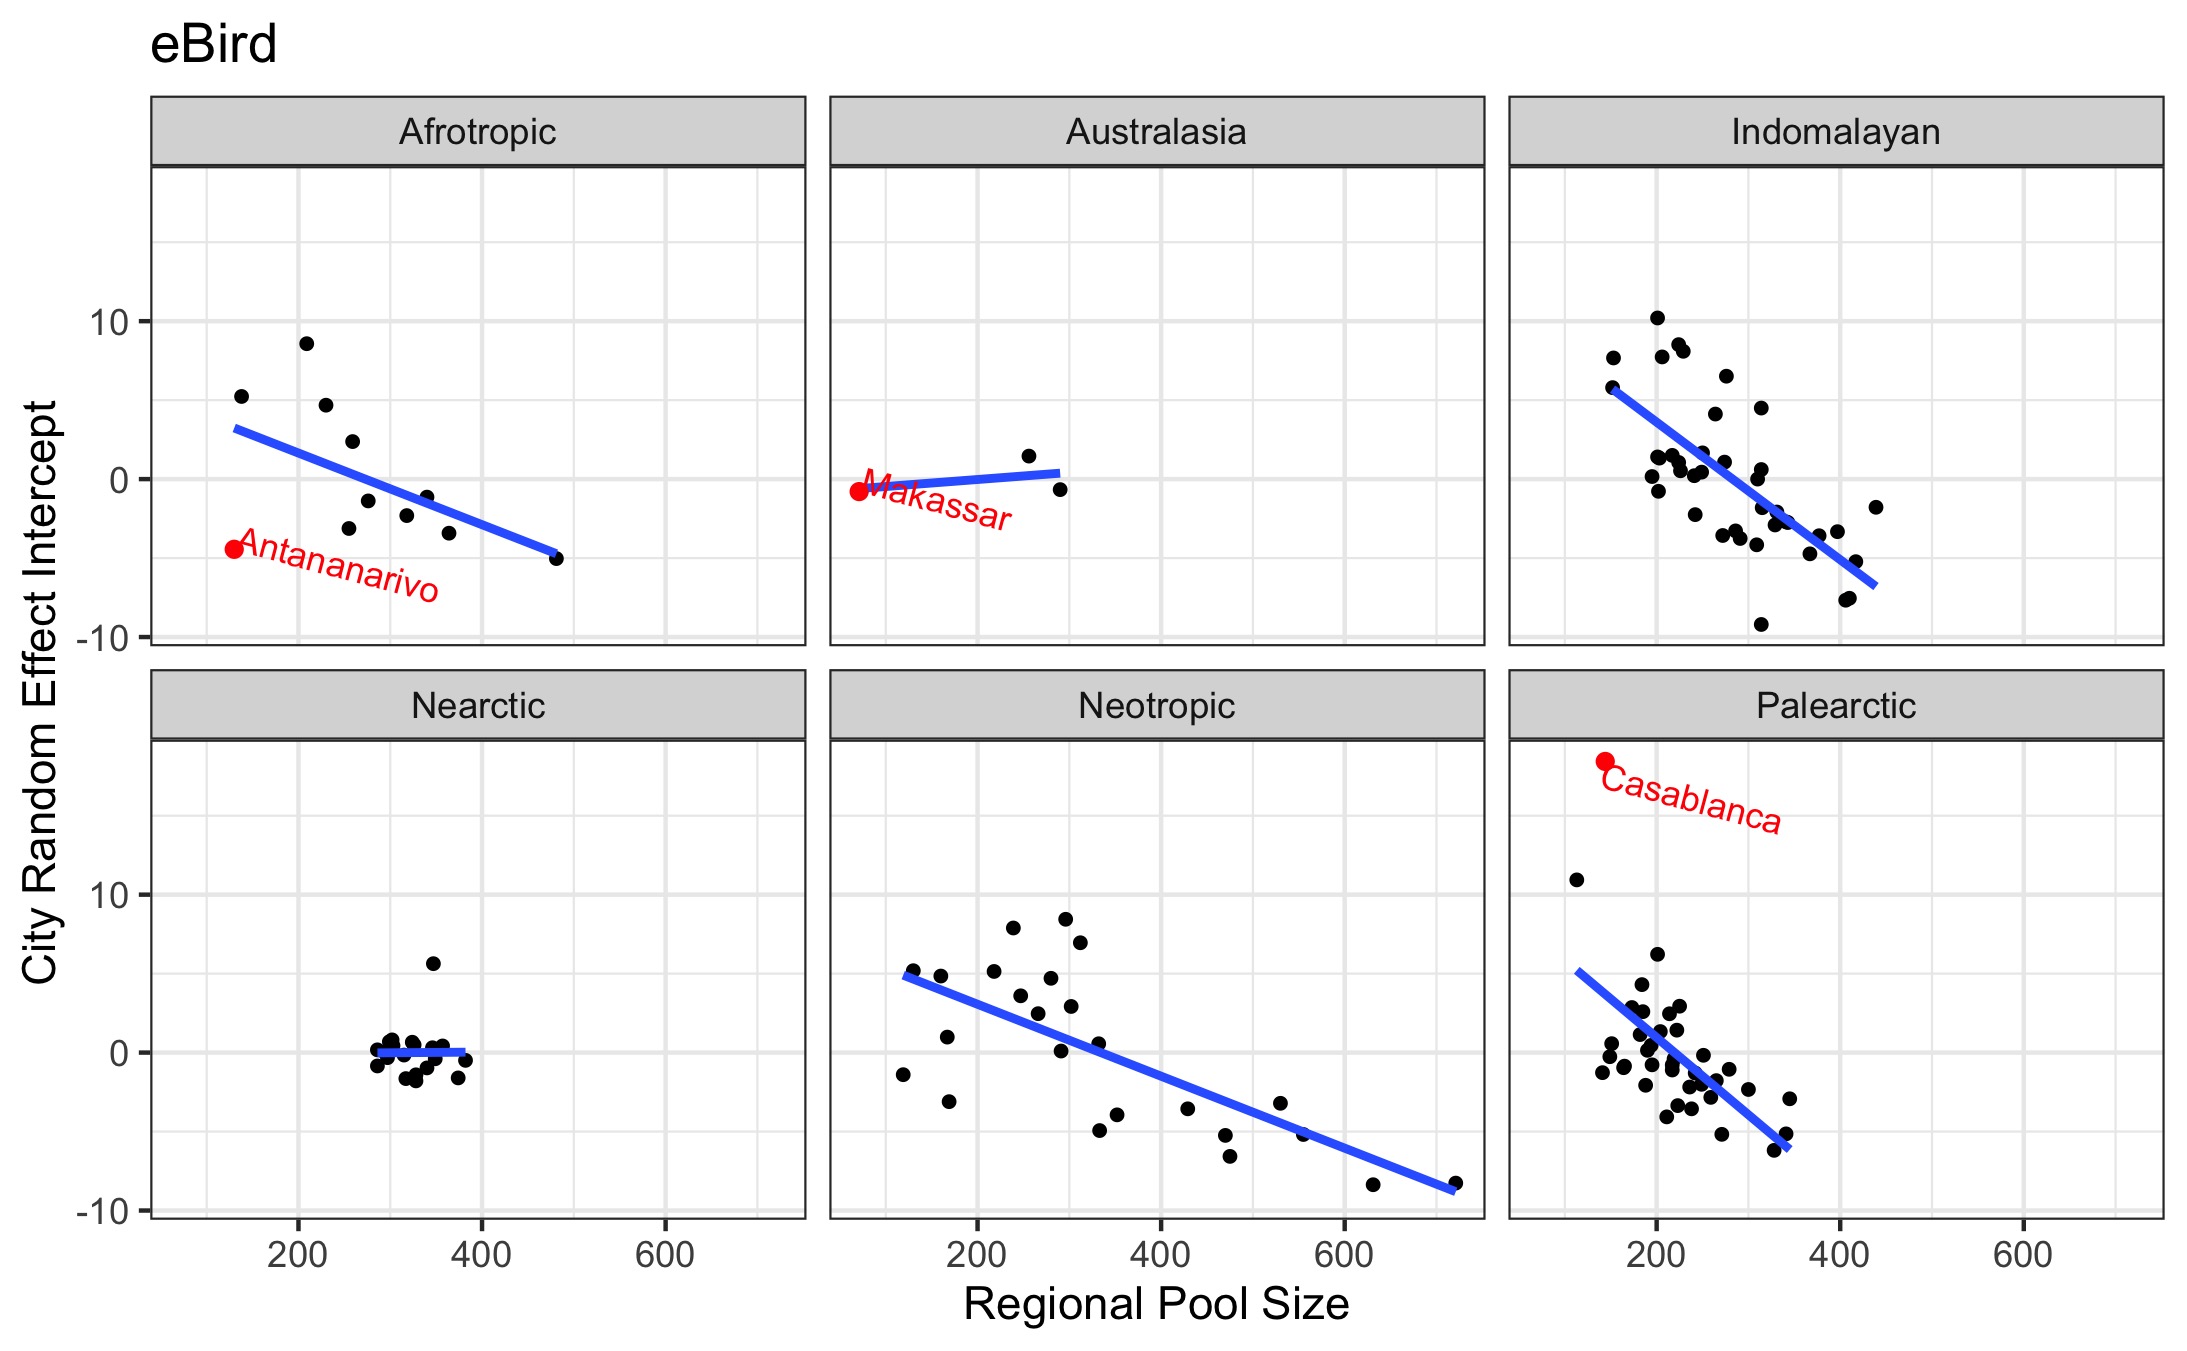 eBird
Afrotropic
Australasia
Indomalayan
10
0
-10
Antananarivo
Makassar
Nearctic
Neotropic
Palearctic
Casablanca
10
0
-10
200 400 600
200 400 600
200 400 600
Regional Pool Size
City Random Effect Intercept